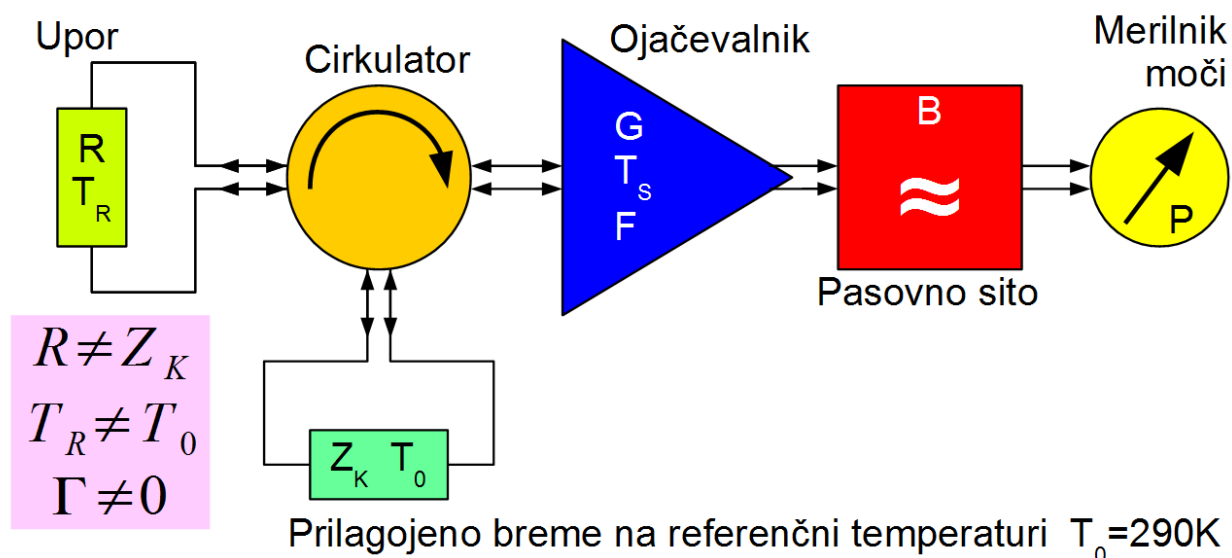 Upor
Cirkulator
Ojačevalnik
Merilnik
moči
R
T_R
G
T_S
F
B
≈
P
Pasovno sito
R ≠ Z_K
T_R ≠ T_0
Γ ≠ 0
Z_K T_0
Prilagojeno breme na referenčni temperaturi T_0=290K